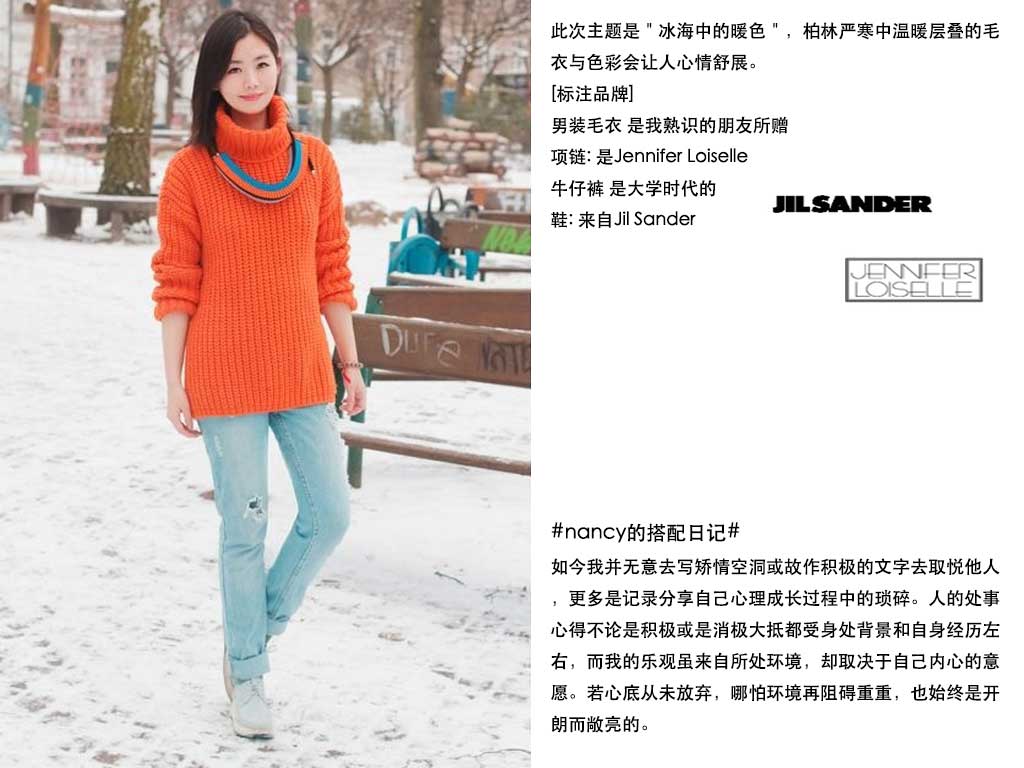 此次主题是＂冰海中的暖色＂，柏林严寒中温暖层叠的毛
衣与色彩会让人心情舒展。
[标注品牌]
男装毛衣 是我熟识的朋友所赠
项链: 是Jennifer Loiselle
牛仔裤 是大学时代的
鞋: 来自Jil Sander
JIL SANDER
JENNIFER
LOISELLE
DUFE
#nancy的搭配日记#
如今我并无意去写矫情空洞或故作积极的文字去取悦他人
，更多是记录分享自己心理成长过程中的琐碎。人的处事
心得不论是积极或是消极大抵都受身处背景和自身经历左
右，而我的乐观虽来自所处环境，却取决于自己内心的意
愿。若心底从未放弃，哪怕环境再阻碍重重，也始终是开
朗而敞亮的。